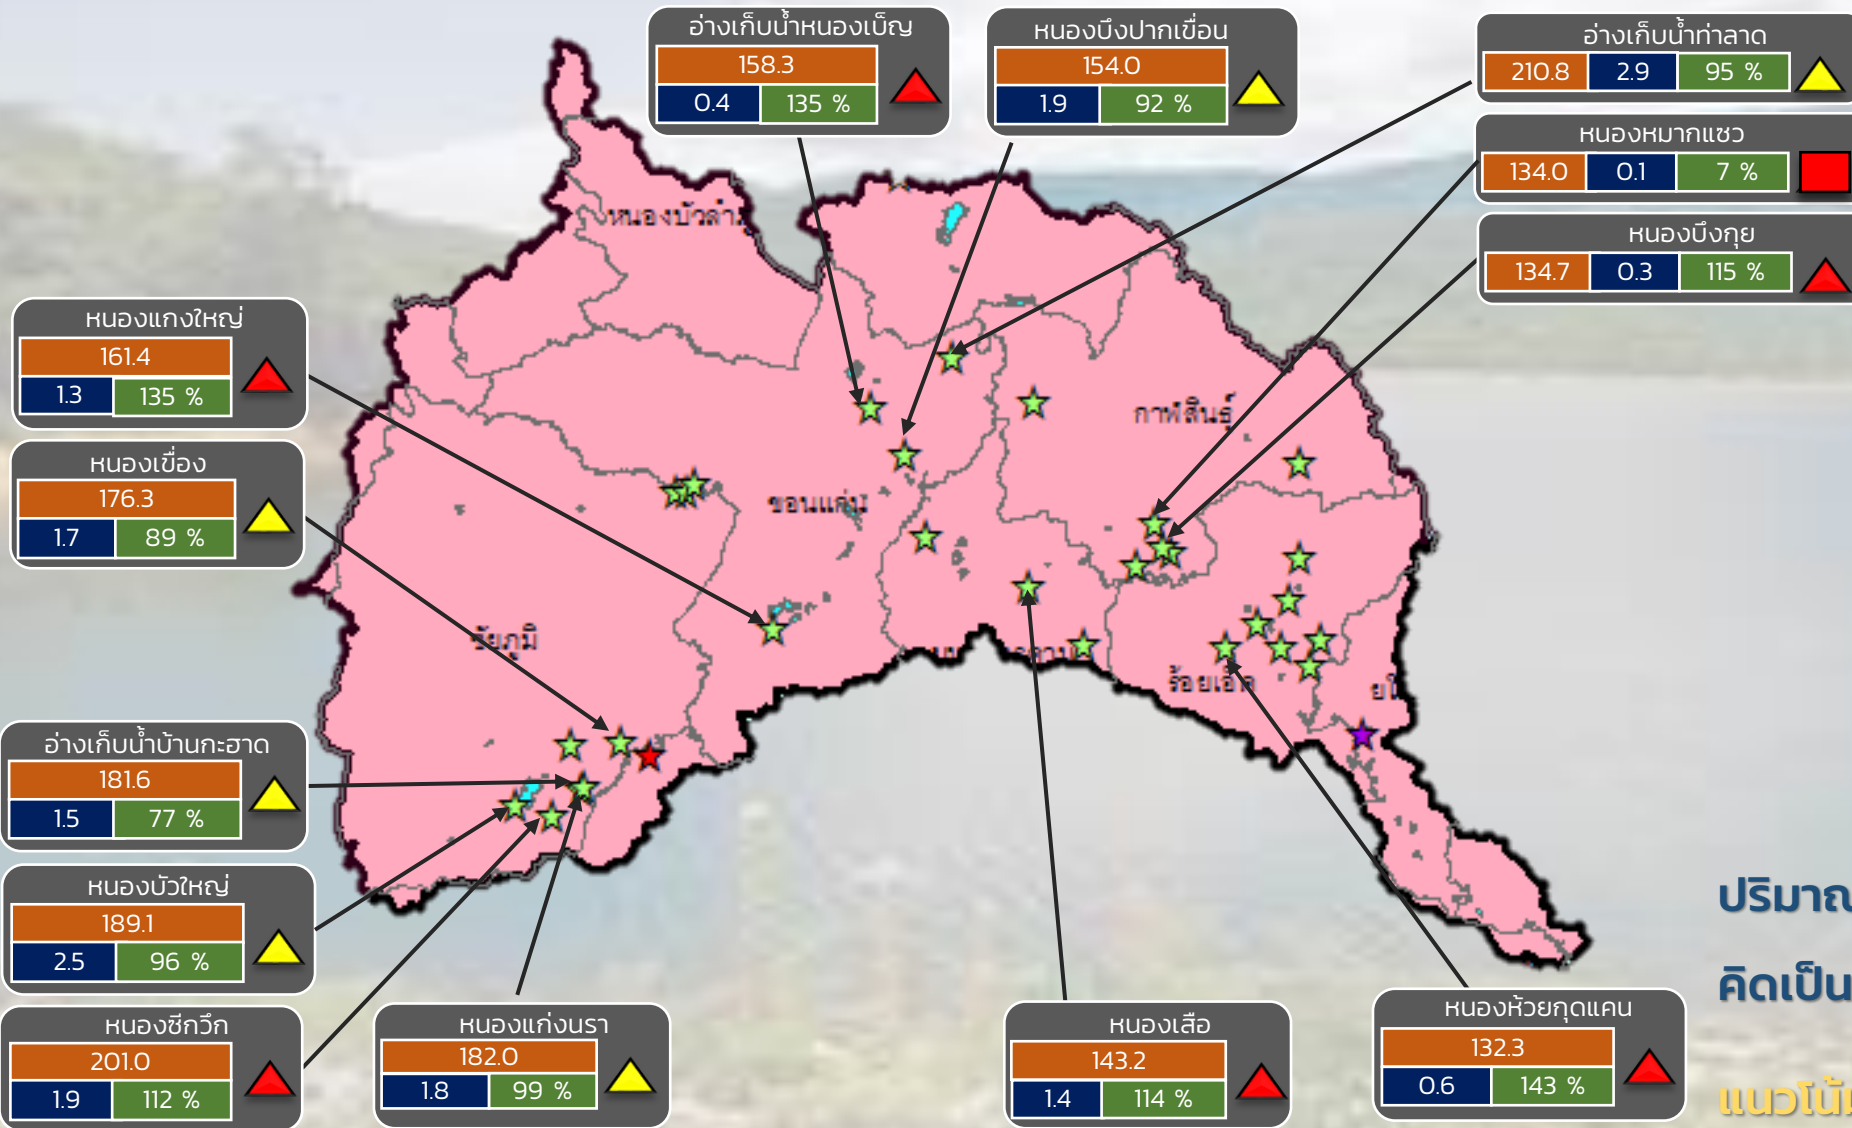 อ่างเก็บน้ำหนองเบ็ญ
158.3
0.4 135 %
หนองบึงปากเขื่อน
154.0
1.9 92 %
อ่างเก็บน้ำท่าลาด
210.8 2.9 95 %
หนองหมากแซว
134.0 0.1 7 %
หนองบึงกุย
134.7 0.3 115 %
หนองแกงใหญ่
161.4
1.3 135 %
หนองเขื่อง
176.3
1.7 89 %
อ่างเก็บน้ำบ้านกะฮาด
181.6
1.5 77 %
หนองบัวใหญ่
189.1
2.5 96 %
หนองซีกวึก
201.0
1.9 112 %
หนองแก่งนรา
182.0
1.8 99 %
หนองเสือ
143.2
1.4 114 %
หนองห้วยกุดแคน
132.3
0.6 143 %
หนองบัวลำภู
กาฬสินธุ์
ขอนแก่น
ชัยภูมิ
ร้อยเอ็ด
ปริมาณ
คิดเป็น
แนวโน้ม